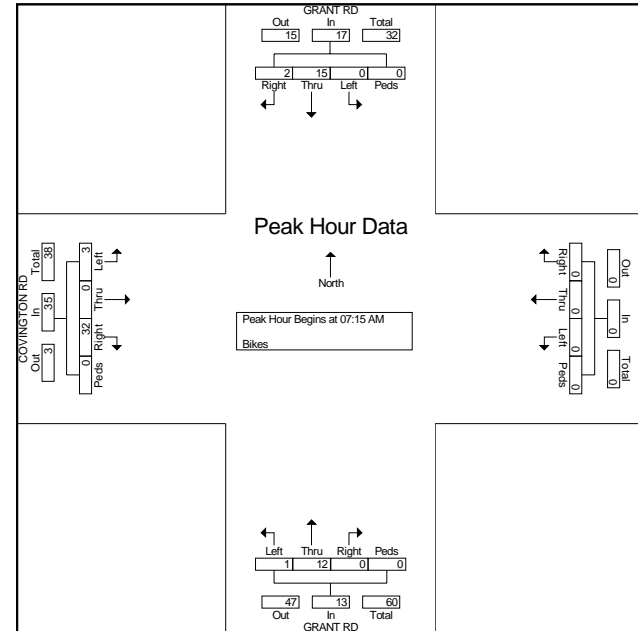 GRANT RD
Out In Total
15 17 32
2 15 0 0
Right Thru Left Peds
Peak Hour Data
North
Peak Hour Begins at 07:15 AM
Bikes
COVINGTON RD
Total In Out
38 35 3
3 0 32 0
Left Thru Right Peds
Right Thru Left Peds
0 0 0 0
Out In Total
0 0 0
Left Thru Right Peds
1 12 0 0
47 13 60
Out In Total
GRANT RD